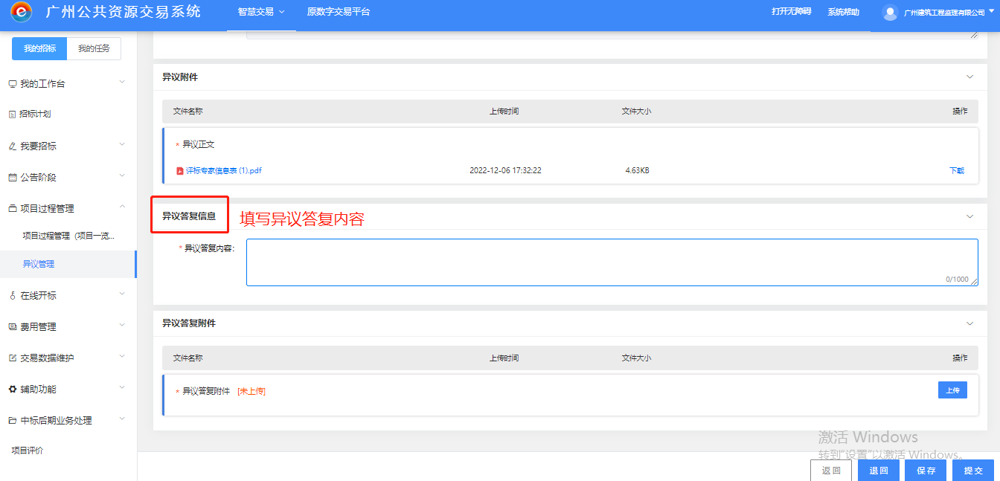 广州公共资源交易系统 智慧交易 原数字交易平台 打开无障碍 系统帮助 广州建筑工程监理有限公司
我的招标 我的任务
我的工作台
招标计划
我要招标
公告阶段
项目过程管理
项目过程管理（项目一览...
异议管理
在线开标
费用管理
交易数据维护
辅助功能
中标后期业务处理
项目评价
异议附件
文件名称 上传时间 文件大小 操作
* 异议正文
评标专家信息表 (1).pdf 2022-12-06 17:32:22 4.63KB 下载
异议答复信息 填写异议答复内容
* 异议答复内容:
0/1000
异议答复附件
文件名称 上传时间 文件大小 操作
* 异议答复附件 [未上传] 上传
激活 Windows
转到"设置"以激活 Windows。
返回 退回 保存 提交